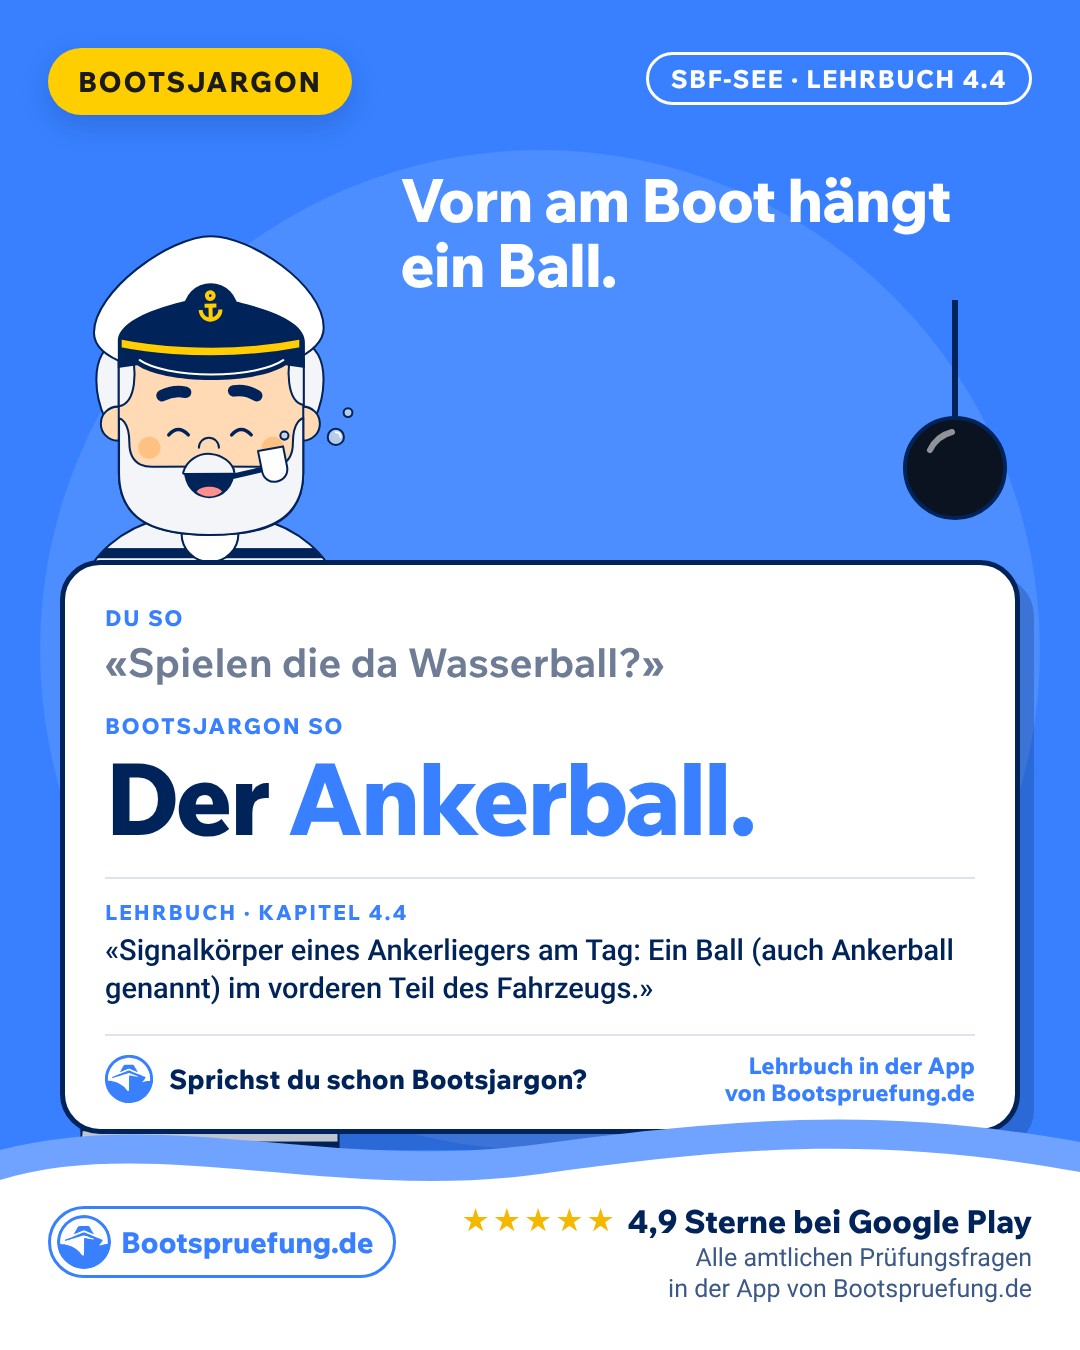 BOOTSJARGON
SBF-SEE · LEHRBUCH 4.4
Vorn am Boot hängt
ein Ball.
DU SO
«Spielen die da Wasserball?»
BOOTSJARGON SO
Der Ankerball.
LEHRBUCH · KAPITEL 4.4
«Signalkörper eines Ankerliegers am Tag: Ein Ball (auch Ankerball
genannt) im vorderen Teil des Fahrzeugs.»
Sprichst du schon Bootsjargon?
Lehrbuch in der App
von Bootspruefung.de
Bootspruefung.de
★★★★★ 4,9 Sterne bei Google Play
Alle amtlichen Prüfungsfragen
in der App von Bootspruefung.de